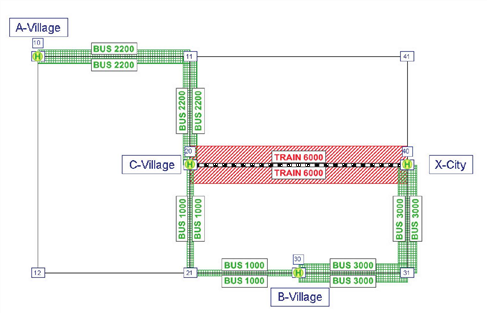 A-Village
10
BUS 2200
BUS 2200
11
41
BUS 2200
BUS 2200
C-Village
20
H
TRAIN 6000
TRAIN 6000
40
H
X-City
BUS 1000
BUS 1000
BUS 3000
BUS 3000
12
21
BUS 1000
BUS 1000
30
H
BUS 3000
BUS 3000
31
B-Village
H